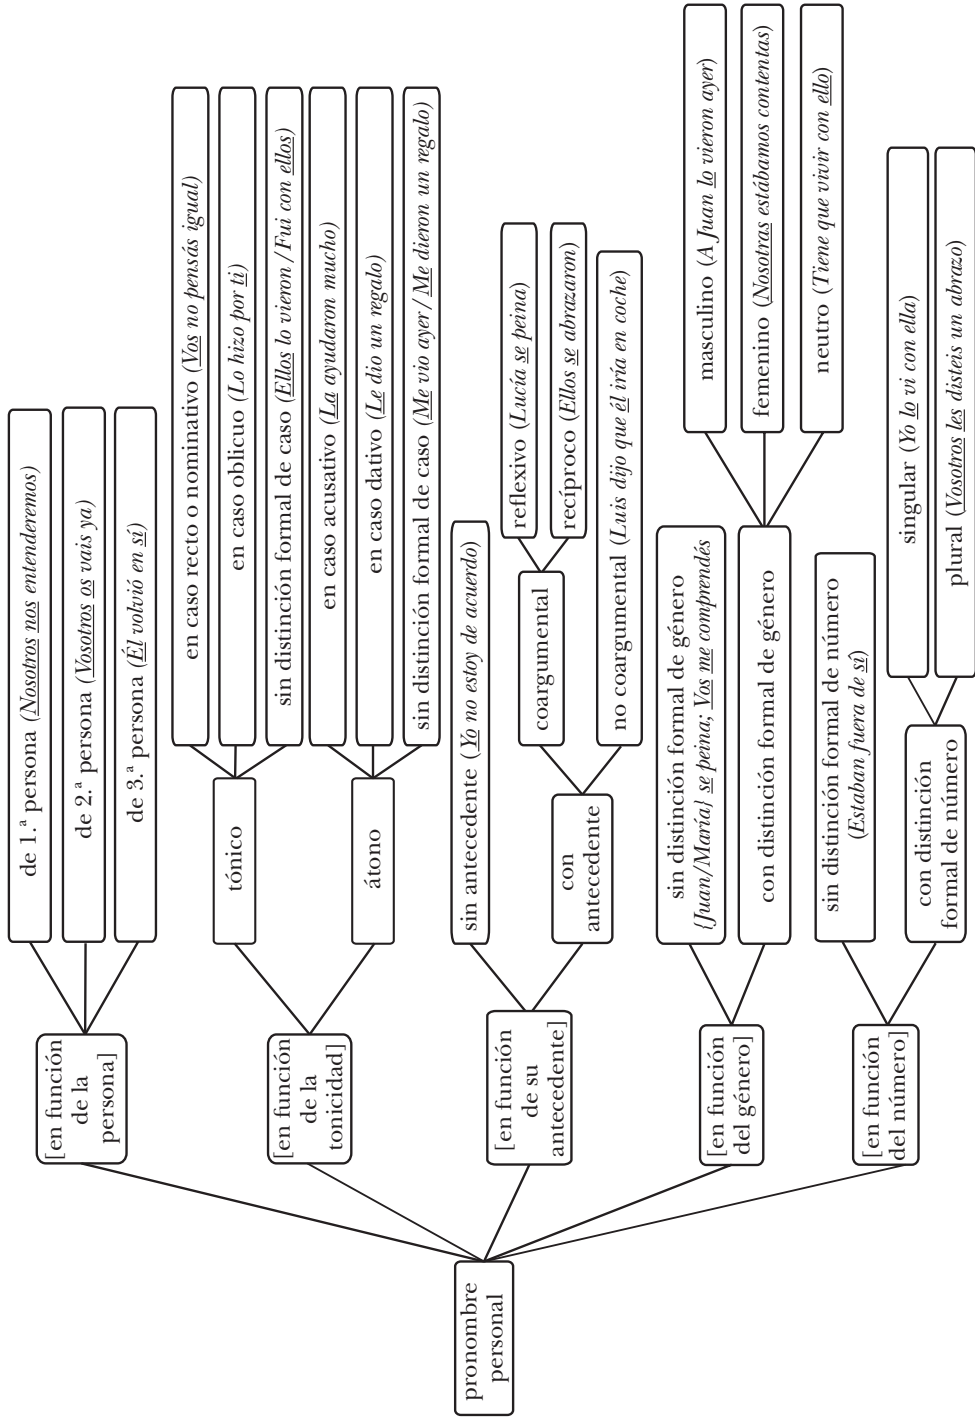 pronombre
personal
[en función
de la
persona]
de 1.ª persona (Nosotros nos entenderemos)
de 2.ª persona (Vosotros os vais ya)
de 3.ª persona (Él volvió en sí)
[en función
de la
tonicidad]
tónico
en caso recto o nominativo (Vos no pensás igual)
en caso oblicuo (Lo hizo por ti)
sin distinción formal de caso (Ellos lo vieron / Fui con ellos)
átono
en caso acusativo (La ayudaron mucho)
en caso dativo (Le dio un regalo)
sin distinción formal de caso (Me vio ayer / Me dieron un regalo)
[en función
de su
antecedente]
sin antecedente (Yo no estoy de acuerdo)
con
antecedente
coargumental
reflexivo (Lucía se peina)
recíproco (Ellos se abrazaron)
no coargumental (Luis dijo que él iría en coche)
[en función
del género]
sin distinción formal de género
{Juan/María} se peina; Vos me comprendés
con distinción formal de género
masculino (A Juan lo vieron ayer)
femenino (Nosotras estábamos contentas)
neutro (Tiene que vivir con ello)
[en función
del número]
sin distinción formal de número
(Estaban fuera de sí)
con distinción
formal de número
singular (Yo lo vi con ella)
plural (Vosotros les disteis un abrazo)